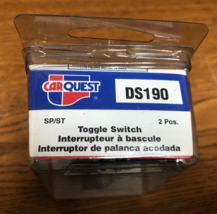 CARQUEST
DS190
SP/ST 2 Pos.
Toggle Switch
Interrupteur à bascule
Interruptor de palanca acodada